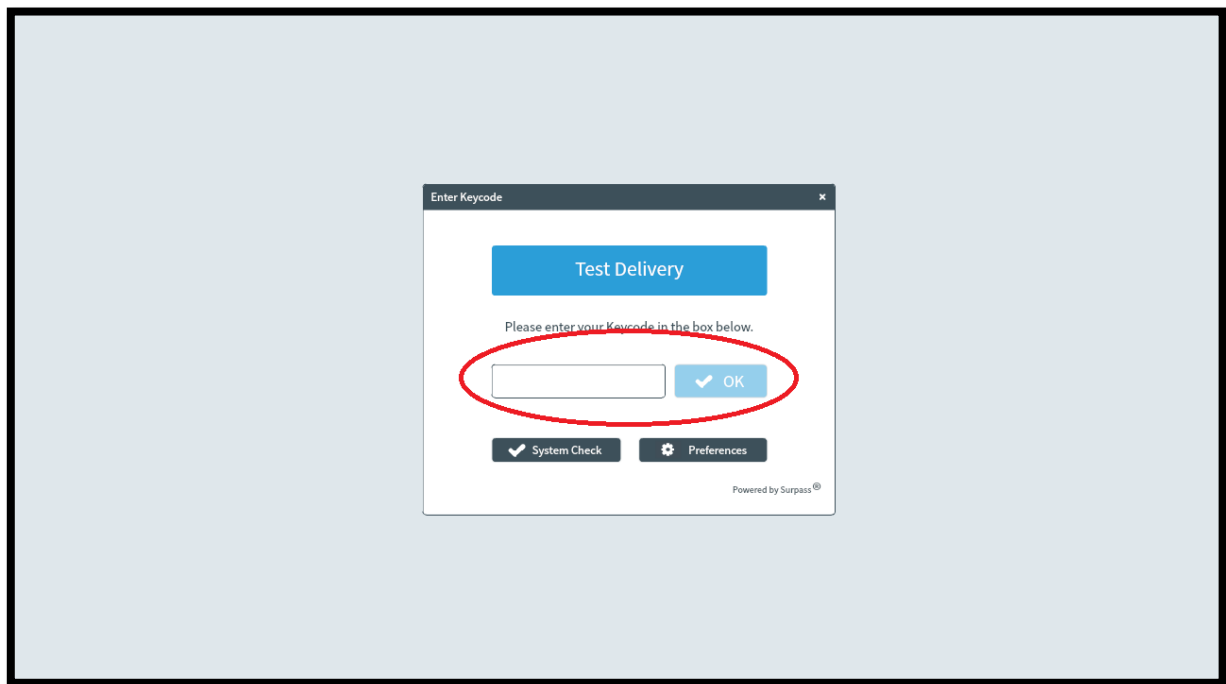 Enter Keycode
Test Delivery
Please enter your Keycode in the box below.
OK
System Check Preferences
Powered by Surpass®